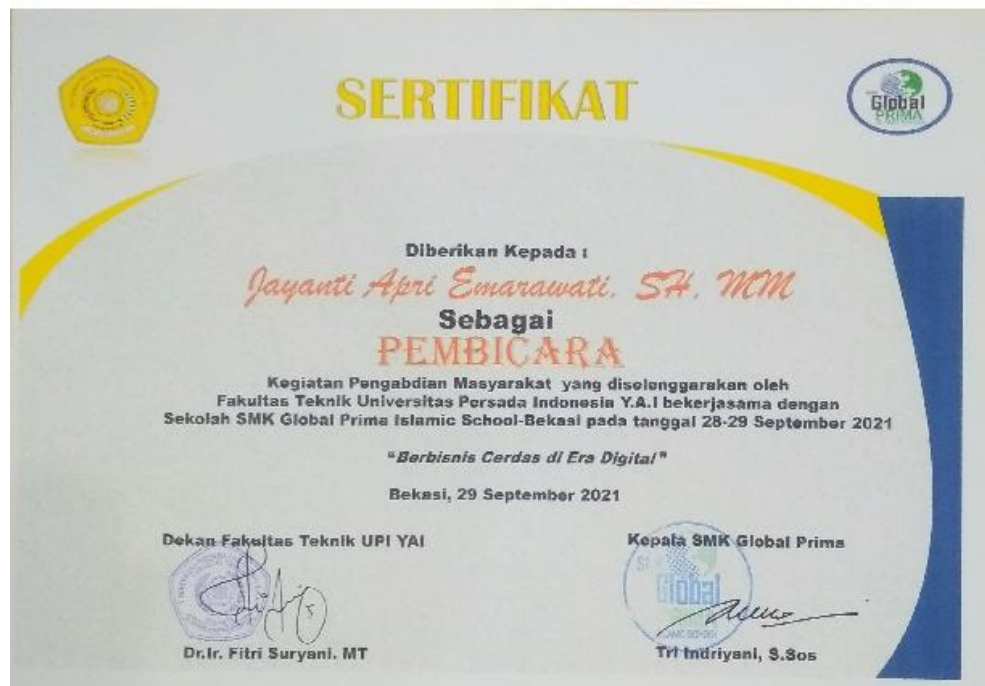 SERTIFIKAT
Global
PRIMA
Diberikan Kepada :
Jayanti Apri Emarawati, SH, MM
Sebagai
PEMBICARA
Kegiatan Pengabdian Masyarakat yang diselenggarakan oleh
Fakultas Teknik Universitas Persada Indonesia Y.A.I bekerjasama dengan
Sekolah SMK Global Prima Islamic School-Bekasi pada tanggal 28-29 September 2021
"Berbisnis Cerdas di Era Digital"
Bekasi, 29 September 2021
Dekan Fakultas Teknik UPI YAI
Kepala SMK Global Prima
Global
Dr.Ir. Fitri Suryani. MT
Tri Indriyani, S.Sos